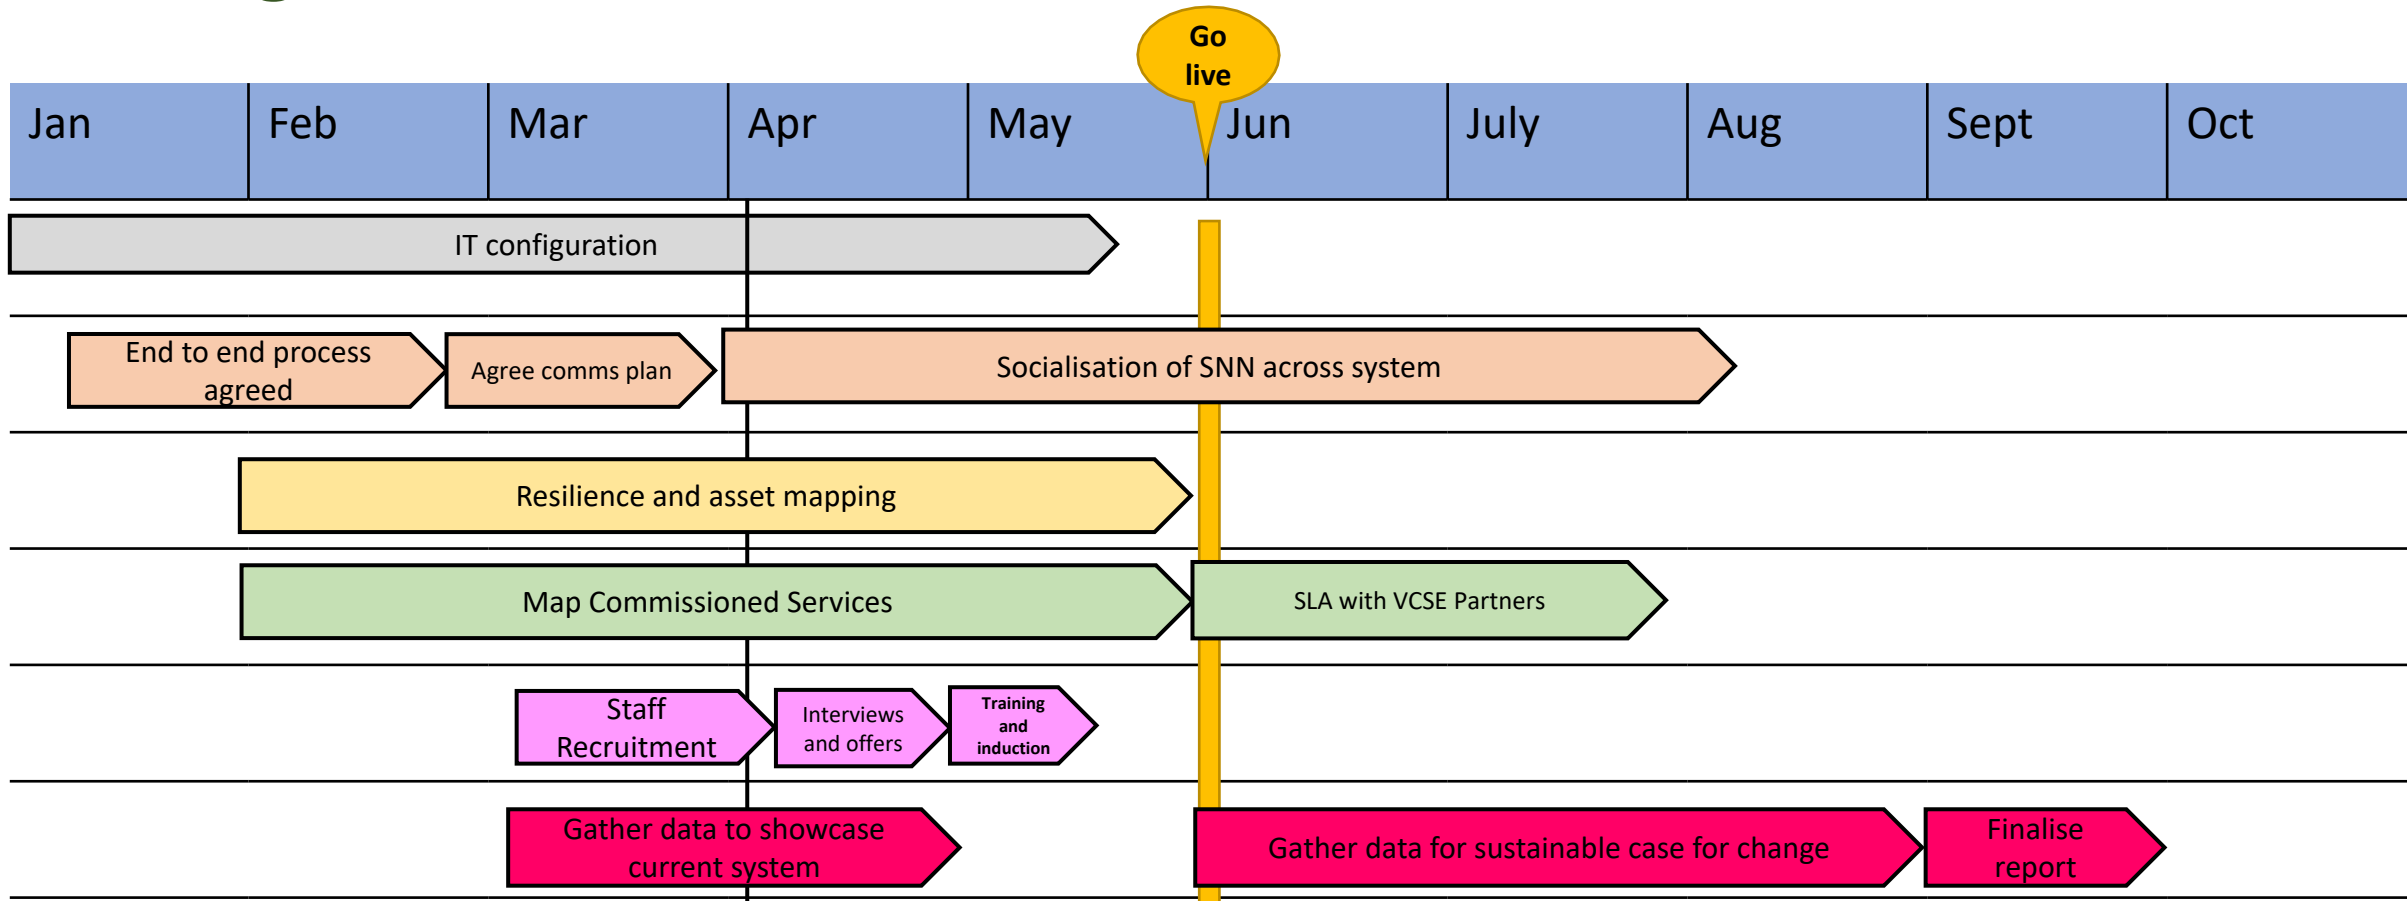 Go
live
Jan
Feb
Mar
Apr
May
Jun
July
Aug
Sept
Oct
IT configuration
End to end process
agreed
Agree comms plan
Socialisation of SNN across system
Resilience and asset mapping
Map Commissioned Services
SLA with VCSE Partners
Staff
Recruitment
Interviews
and offers
Training
and
induction
Gather data to showcase
current system
Gather data for sustainable case for change
Finalise
report